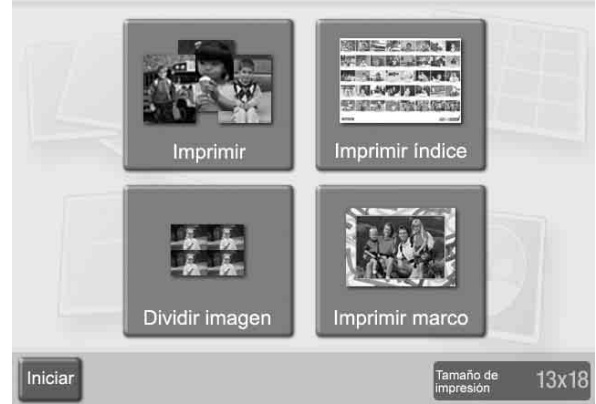 Imprimir
Imprimir índice
Dividir imagen
Imprimir marco
Iniciar
Tamaño de
impresión
13x18